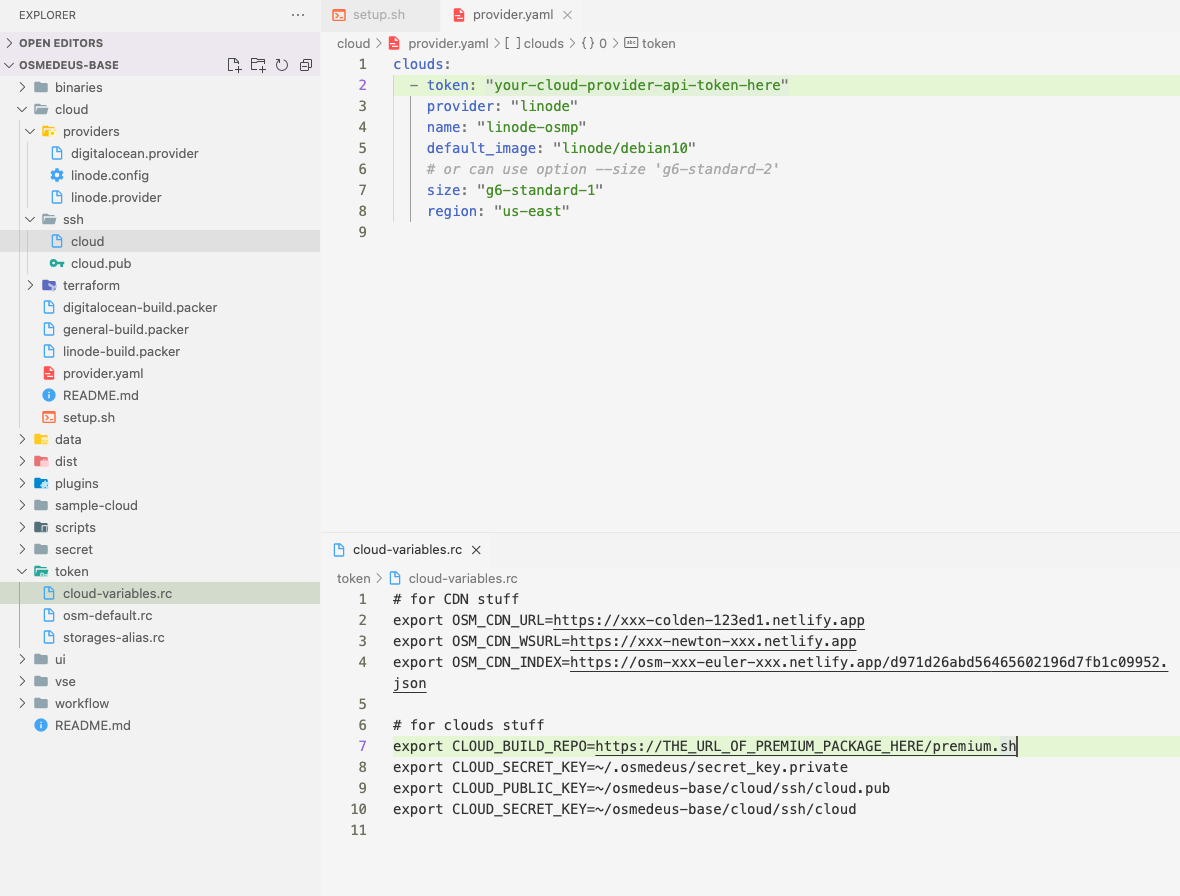 EXPLORER
OPEN EDITORS
OSMEDEUS-BASE
binaries
cloud
providers
digitalocean.provider
linode.config
linode.provider
ssh
cloud
cloud.pub
terraform
digitalocean-build.packer
general-build.packer
linode-build.packer
provider.yaml
README.md
setup.sh
data
dist
plugins
sample-cloud
scripts
secret
token
cloud-variables.rc
osm-default.rc
storages-alias.rc
ui
vse
workflow
README.md
setup.sh provider.yaml
cloud > provider.yaml > [ ] clouds > { } 0 > abc token
1 clouds:
2 - token: "your-cloud-provider-api-token-here"
3 provider: "linode"
4 name: "linode-osmp"
5 default_image: "linode/debian10"
6 # or can use option --size 'g6-standard-2'
7 size: "g6-standard-1"
8 region: "us-east"
9
cloud-variables.rc
token > cloud-variables.rc
1 # for CDN stuff
2 export OSM_CDN_URL=https://xxx-colden-123ed1.netlify.app
3 export OSM_CDN_WSURL=https://xxx-newton-xxx.netlify.app
4 export OSM_CDN_INDEX=https://osm-xxx-euler-xxx.netlify.app/d971d26abd56465602196d7fb1c09952.
json
5
6 # for clouds stuff
7 export CLOUD_BUILD_REPO=https://THE_URL_OF_PREMIUM_PACKAGE_HERE/premium.sh
8 export CLOUD_SECRET_KEY=~/.osmedeus/secret_key.private
9 export CLOUD_PUBLIC_KEY=~/osmedeus-base/cloud/ssh/cloud.pub
10 export CLOUD_SECRET_KEY=~/osmedeus-base/cloud/ssh/cloud
11